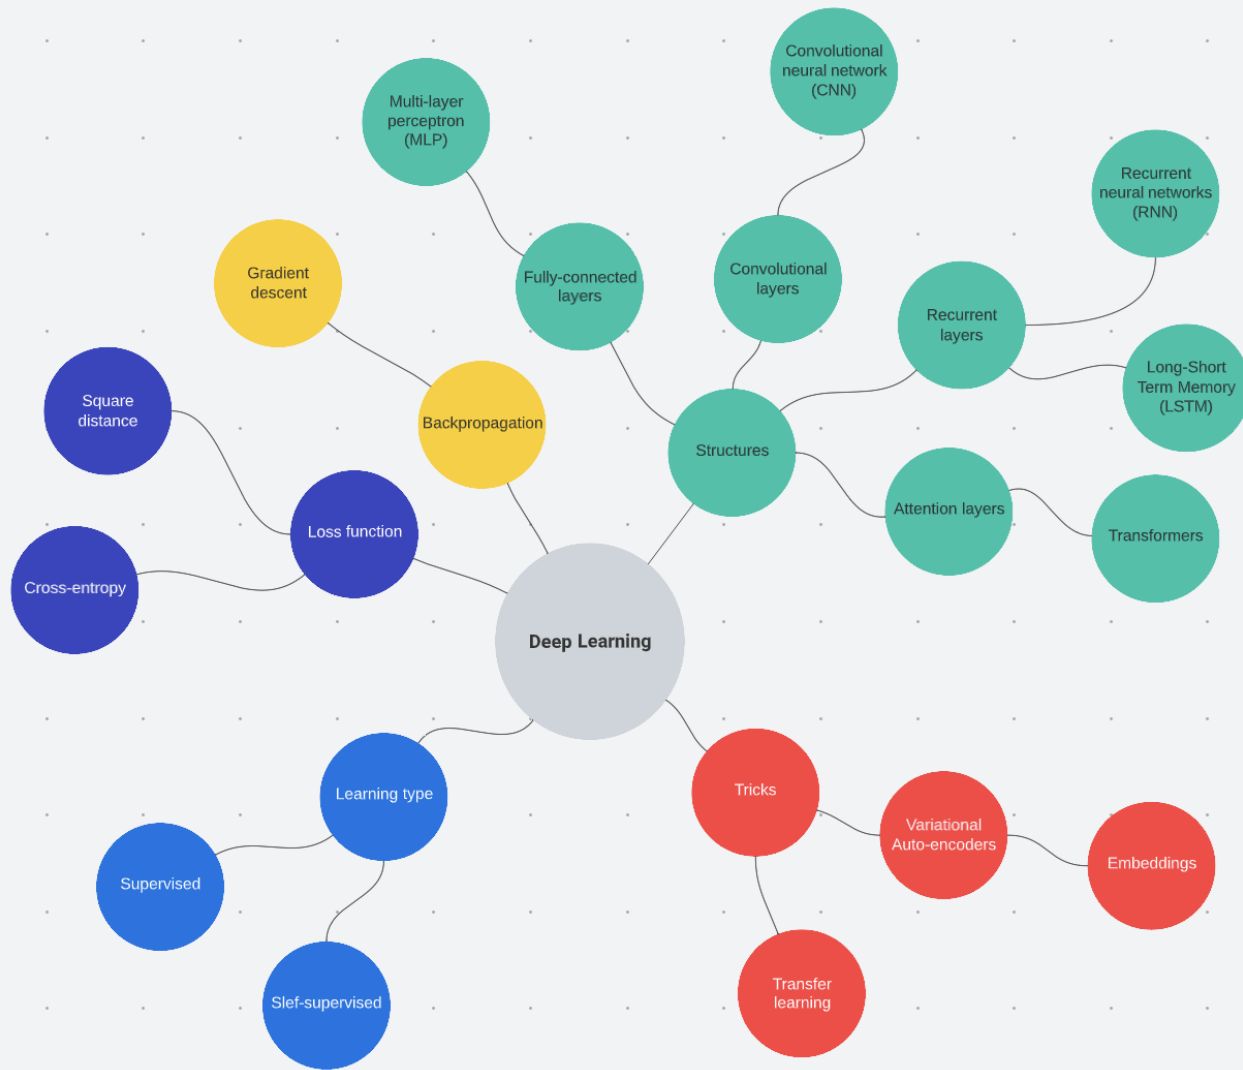 Convolutional
neural network
(CNN)
Multi-layer
perceptron
(MLP)
Recurrent
neural networks
(RNN)
Gradient
descent
Fully-connected
layers
Convolutional
layers
Recurrent
layers
Long-Short
Term Memory
(LSTM)
Square
distance
Backpropagation
Structures
Attention layers
Transformers
Loss function
Cross-entropy
Deep Learning
Learning type
Tricks
Variational
Auto-encoders
Embeddings
Supervised
Slef-supervised
Transfer
learning